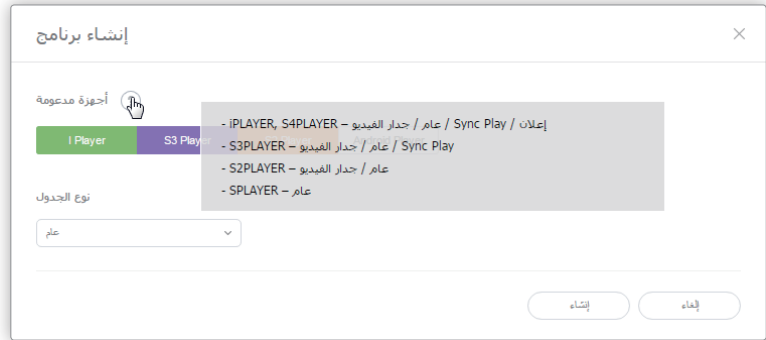 إنشاء برنامج
أجهزة مدعومة
I Player
S3 Play
- iPLAYER, S4PLAYER – عام / جدار الفيديو / Sync Play / إعلان
- S3PLAYER – عام / جدار الفيديو / Sync Play
- S2PLAYER – عام / جدار الفيديو
- SPLAYER – عام
نوع الجدول
عام
إنشاء
إلغاء